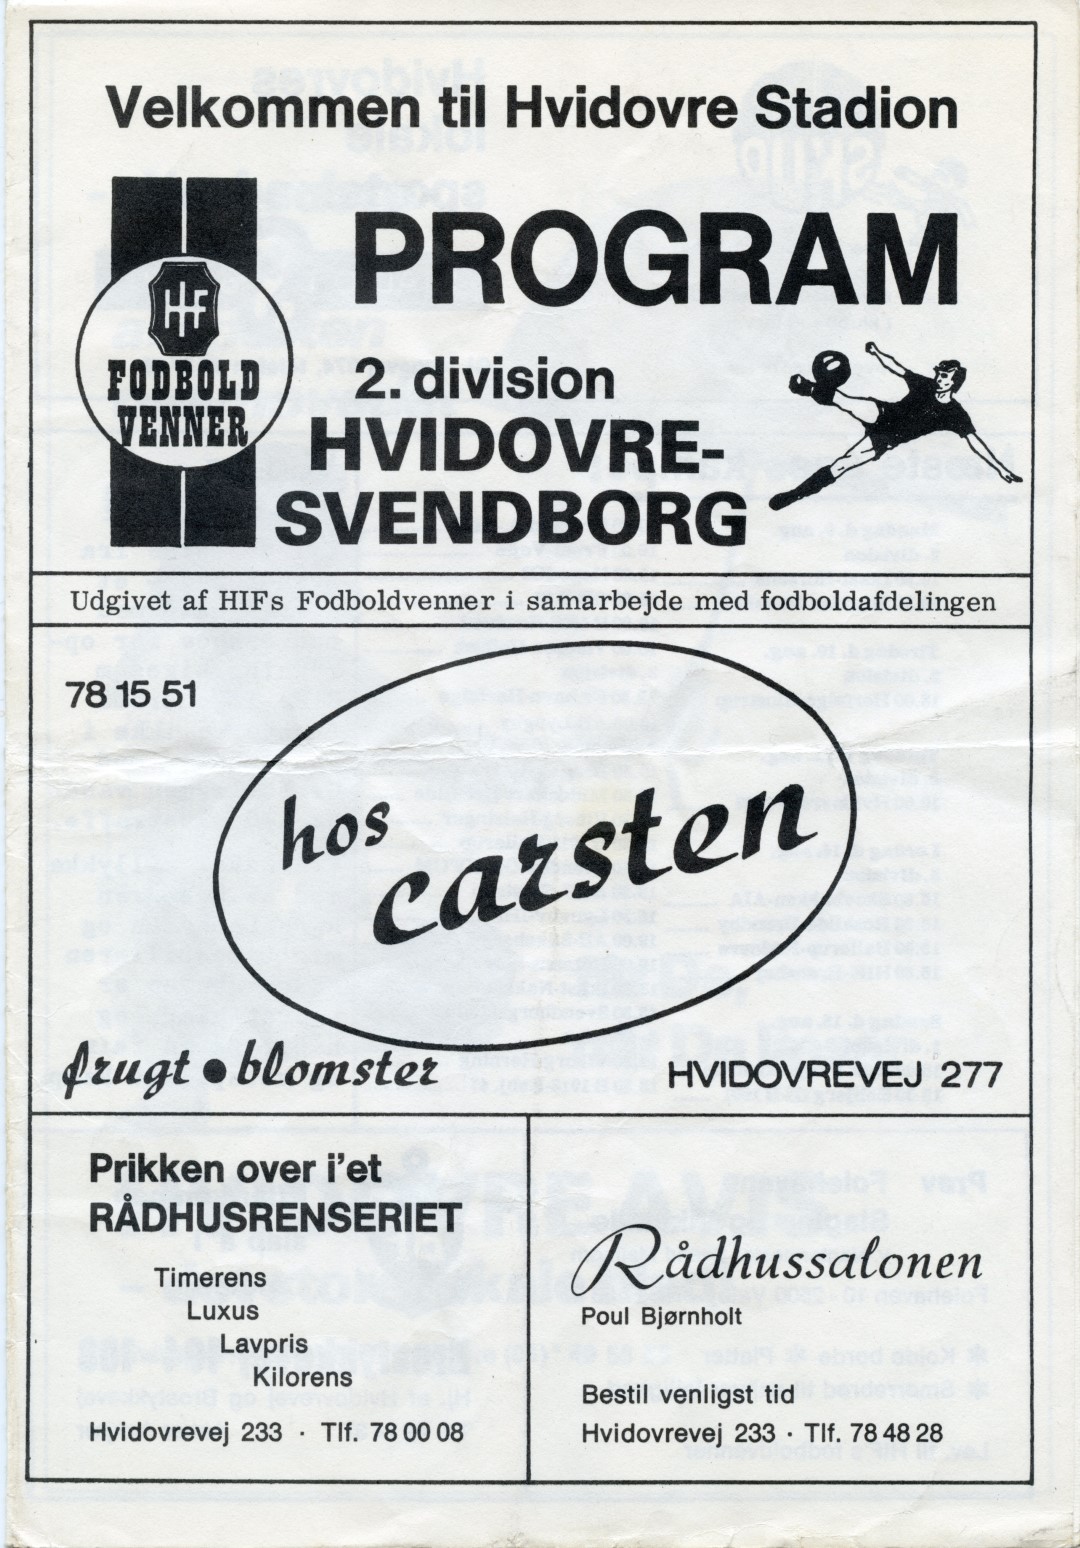 Velkommen til Hvidovre Stadion
PROGRAM
HIF
FODBOLD
VENNER
2. division
HVIDOVRE-
SVENDBORG
Udgivet af HIFs Fodboldvenner i samarbejde med fodboldafdelingen
78 15 51
hos
carsten
frugt • blomster
HVIDOVREVEJ 277
Prikken over i'et
RÅDHUSRENSERIET
Timerens
Luxus
Lavpris
Kilorens
Hvidovrevej 233 · Tlf. 78 00 08
Rådhussalonen
Poul Bjørnholt
Bestil venligst tid
Hvidovrevej 233 · Tlf. 78 48 28